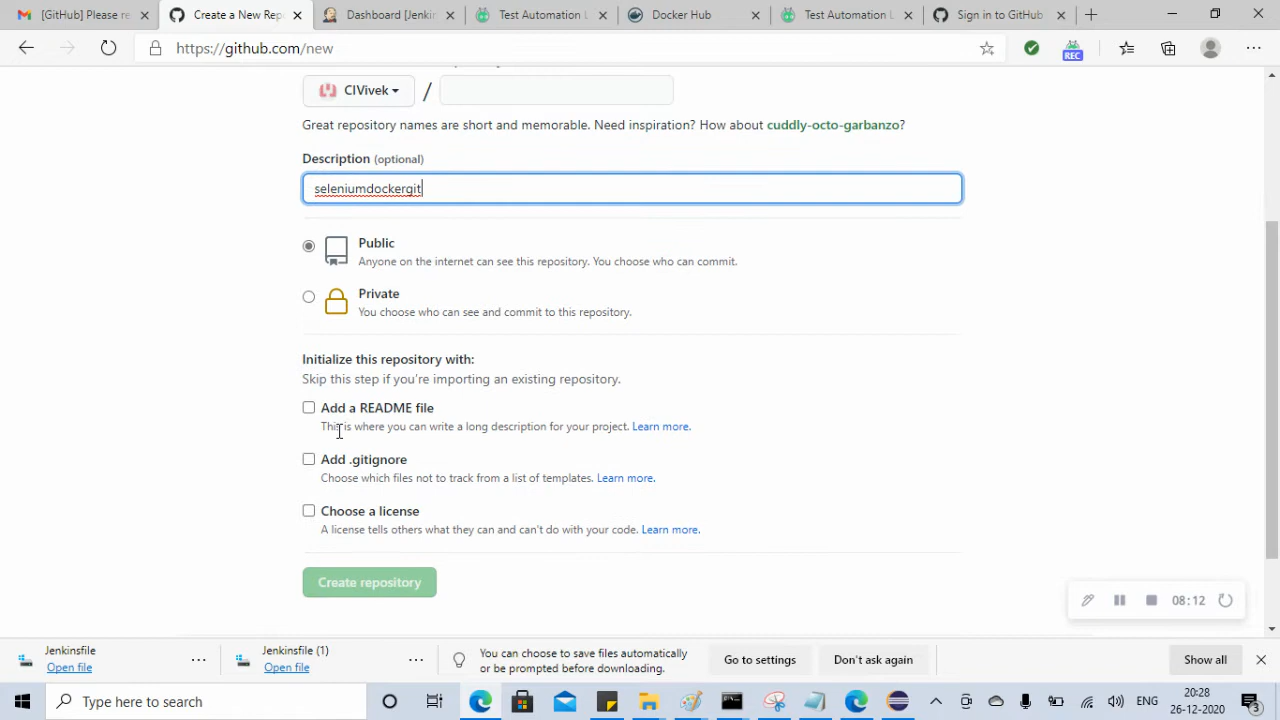 [GitHub] Please
Create a New Rep
Dashboard [Jenkin
Test Automation U
Docker Hub
Test Automation U
Sign in to GitHub
https://github.com/new
REC
CIVivek /
Great repository names are short and memorable. Need inspiration? How about cuddly-octo-garbanzo?
Description (optional)
seleniumdockergit
Public
Anyone on the internet can see this repository. You choose who can commit.
Private
You choose who can see and commit to this repository.
Initialize this repository with:
Skip this step if you're importing an existing repository.
Add a README file
This is where you can write a long description for your project. Learn more.
Add .gitignore
Choose which files not to track from a list of templates. Learn more.
Choose a license
A license tells others what they can and can't do with your code. Learn more.
Create repository
08:12
Jenkinsfile
Open file
Jenkinsfile (1)
Open file
You can choose to save files automatically
or be prompted before downloading.
Go to settings
Don't ask again
Show all
Type here to search
ENG
20:28
26-12-2020
3